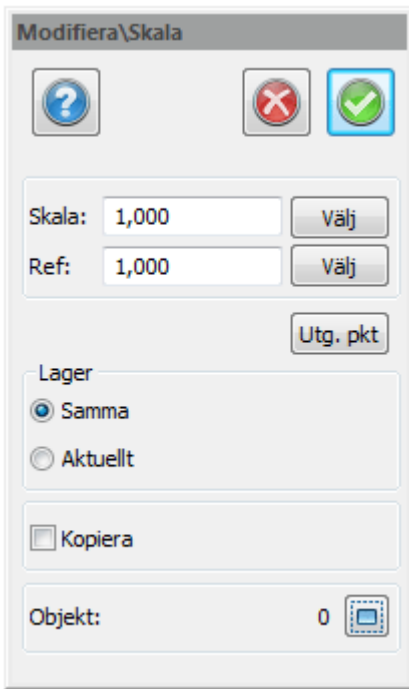 Modifiera\Skala
Skala: 1,000 Välj
Ref: 1,000 Välj
Utg. pkt
Lager
Samma
Aktuellt
Kopiera
Objekt: 0